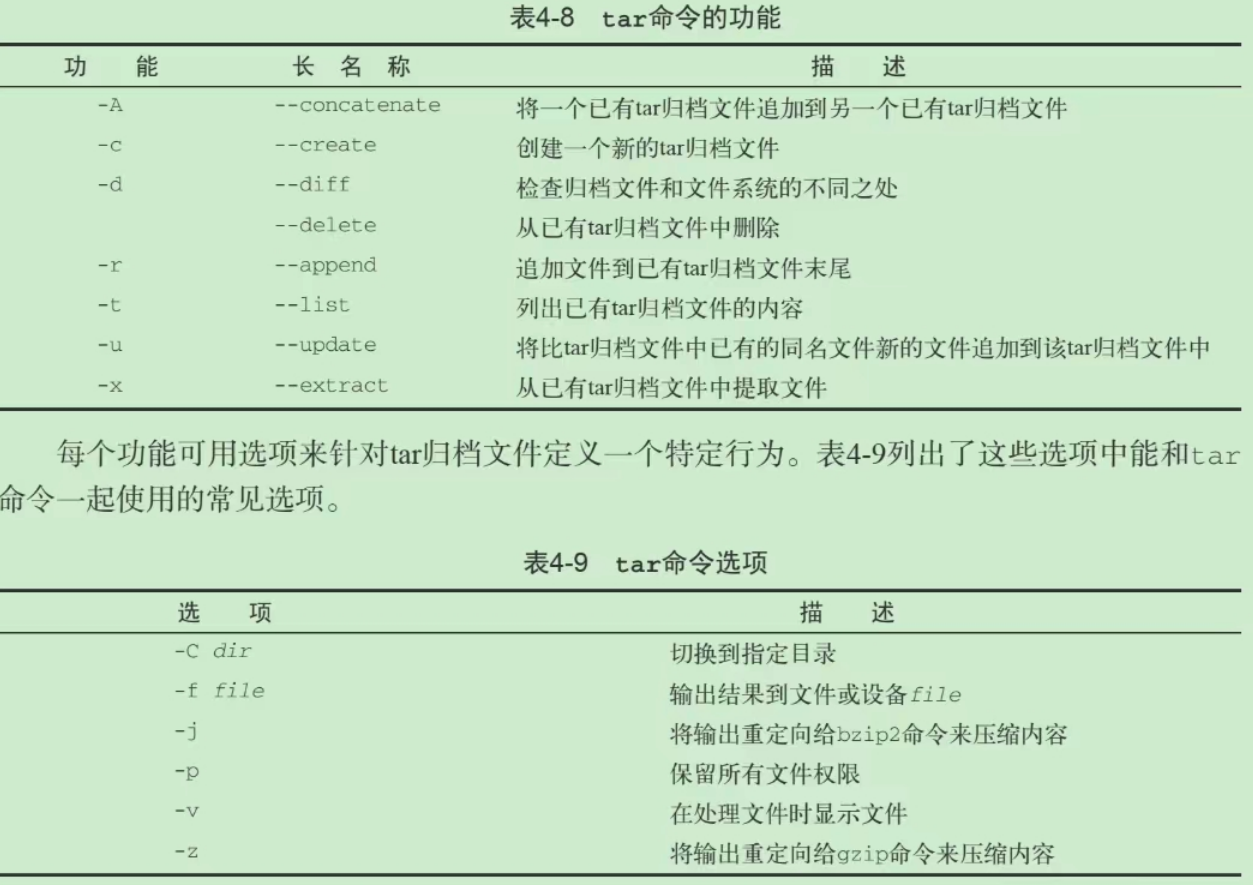 表4-8 tar命令的功能
功 能 长 名 称 描 述
-A --concatenate 将一个已有tar归档文件追加到另一个已有tar归档文件
-c --create 创建一个新的tar归档文件
-d --diff 检查归档文件和文件系统的不同之处
--delete 从已有tar归档文件中删除
-r --append 追加文件到已有tar归档文件末尾
-t --list 列出已有tar归档文件的内容
-u --update 将比tar归档文件中已有的同名文件新的文件追加到该tar归档文件中
-x --extract 从已有tar归档文件中提取文件
每个功能可用选项来针对tar归档文件定义一个特定行为。表4-9列出了这些选项中能和tar
命令一起使用的常见选项。
表4-9 tar命令选项
选 项 描 述
-C dir 切换到指定目录
-f file 输出结果到文件或设备file
-j 将输出重定向给bzip2命令来压缩内容
-p 保留所有文件权限
-v 在处理文件时显示文件
-z 将输出重定向给gzip命令来压缩内容